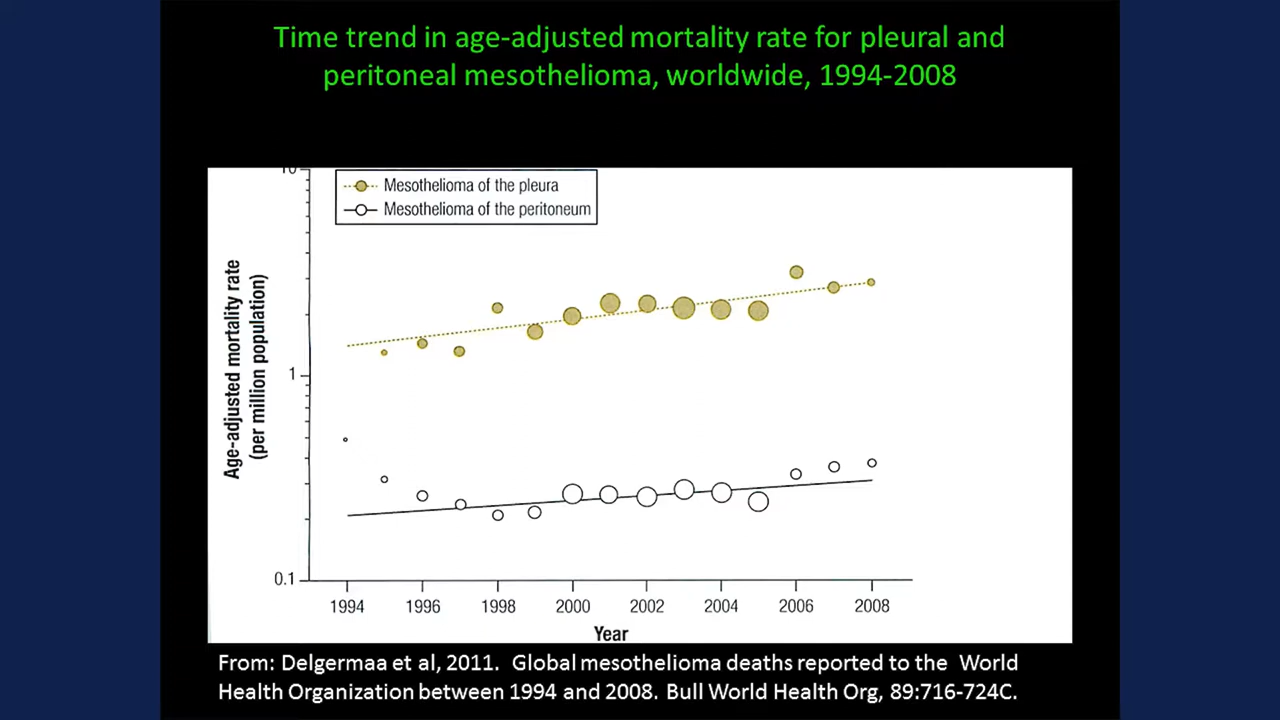 Time trend in age-adjusted mortality rate for pleural and
peritoneal mesothelioma, worldwide, 1994-2008
10
Mesothelioma of the pleura
Mesothelioma of the peritoneum
Age-adjusted mortality rate
(per million population)
1
0.1
1994 1996 1998 2000 2002 2004 2006 2008
Year
From: Delgermaa et al, 2011. Global mesothelioma deaths reported to the World
Health Organization between 1994 and 2008. Bull World Health Org, 89:716-724C.